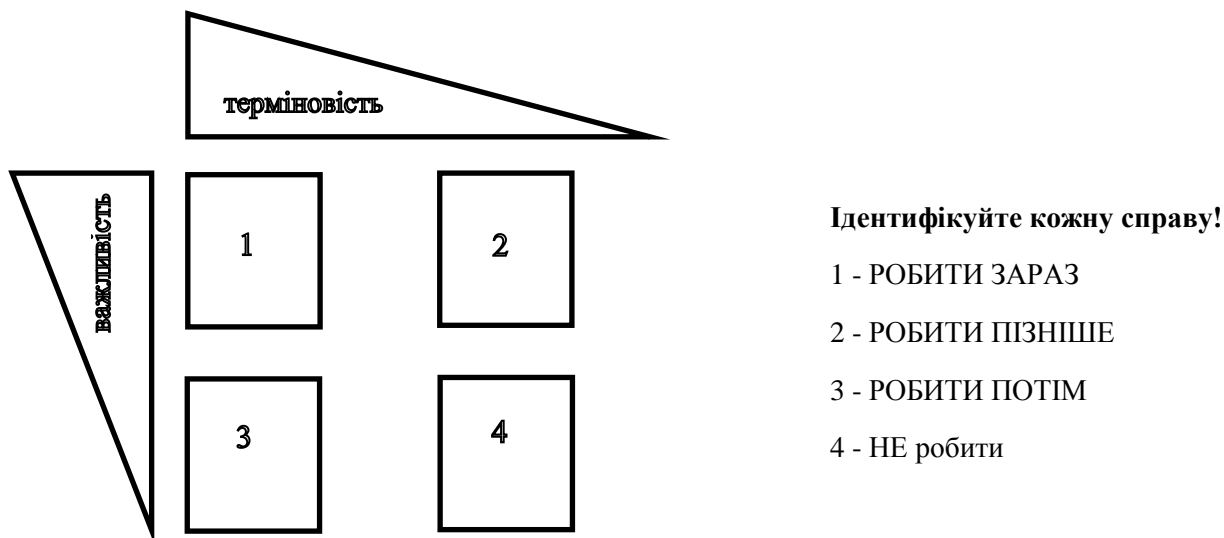 терміновість
важливість
1
2
3
4
Ідентифікуйте кожну справу!
1 - РОБИТИ ЗАРАЗ
2 - РОБИТИ ПІЗНІШЕ
3 - РОБИТИ ПОТІМ
4 - НЕ робити